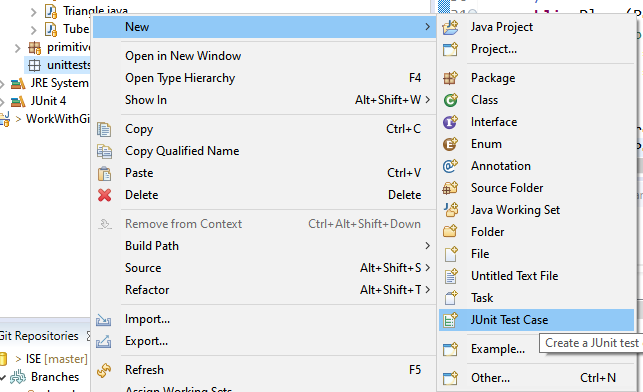 Triangle.java
Tube
primitive
unittests
JRE System
JUnit 4
WorkWithGi
New
Open in New Window
Open Type Hierarchy F4
Show In Alt+Shift+W
Copy Ctrl+C
Copy Qualified Name
Paste Ctrl+V
Delete Delete
Remove from Context Ctrl+Alt+Shift+Down
Build Path
Source Alt+Shift+S
Refactor Alt+Shift+T
Import...
Export...
Refresh F5
Assign Working Sets
Java Project
Project...
Package
Class
Interface
Enum
Annotation
Source Folder
Java Working Set
Folder
File
Untitled Text File
Task
JUnit Test Case
Create a JUnit test
Example...
Other... Ctrl+N
Git Repositories
> ISE [master]
Branches